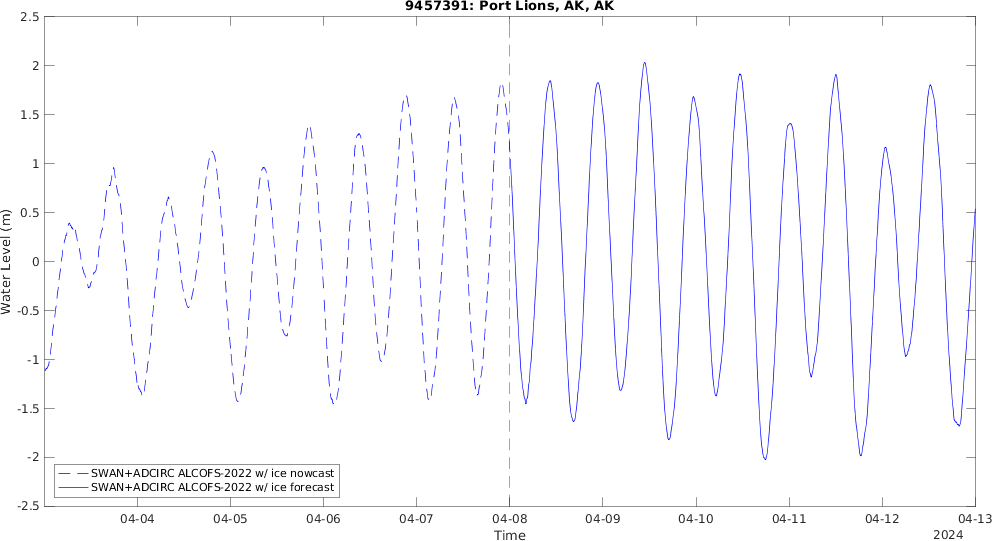 9457391: Port Lions, AK, AK
2.5
2
1.5
1
0.5
0
-0.5
-1
-1.5
-2
-2.5
Water Level (m)
SWAN+ADCIRC ALCOFS-2022 w/ ice nowcast
SWAN+ADCIRC ALCOFS-2022 w/ ice forecast
04-04 04-05 04-06 04-07 04-08 04-09 04-10 04-11 04-12 04-13
Time
2024